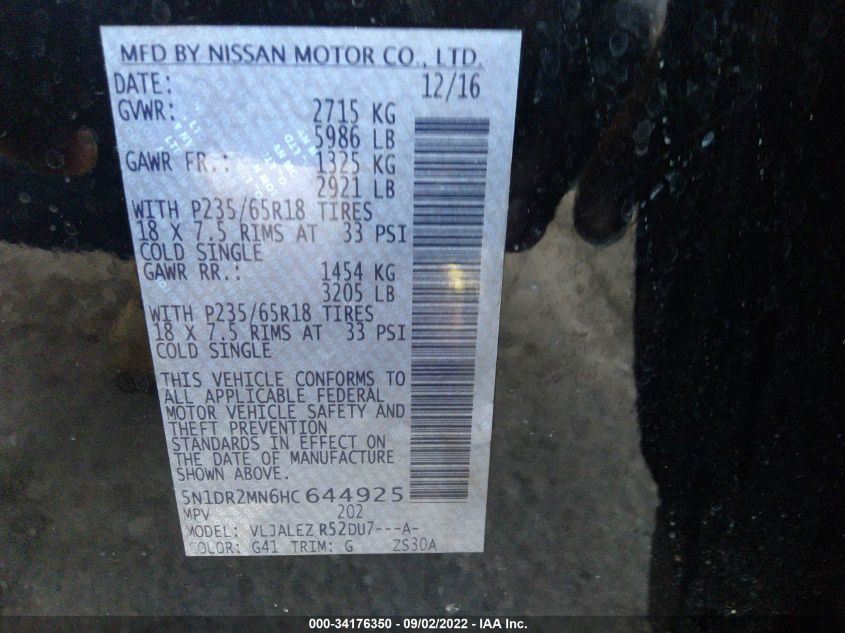 MFD BY NISSAN MOTOR CO., LTD.
DATE: 12/16
GVWR: 2715 KG
5986 LB
GAWR FR.: 1325 KG
2921 LB
WITH P235/65R18 TIRES
18 X 7.5 RIMS AT 33 PSI
COLD SINGLE
GAWR RR.: 1454 KG
3205 LB
WITH P235/65R18 TIRES
18 X 7.5 RIMS AT 33 PSI
COLD SINGLE
THIS VEHICLE CONFORMS TO
ALL APPLICABLE FEDERAL
MOTOR VEHICLE SAFETY AND
THEFT PREVENTION
STANDARDS IN EFFECT ON
THE DATE OF MANUFACTURE
SHOWN ABOVE.
5N1DR2MN6HC644925
MPV 202
MODEL: VLJALEZ R52DU7---A-
COLOR: G41 TRIM: G ZS30A
000-34176350 - 09/02/2022 - IAA Inc.